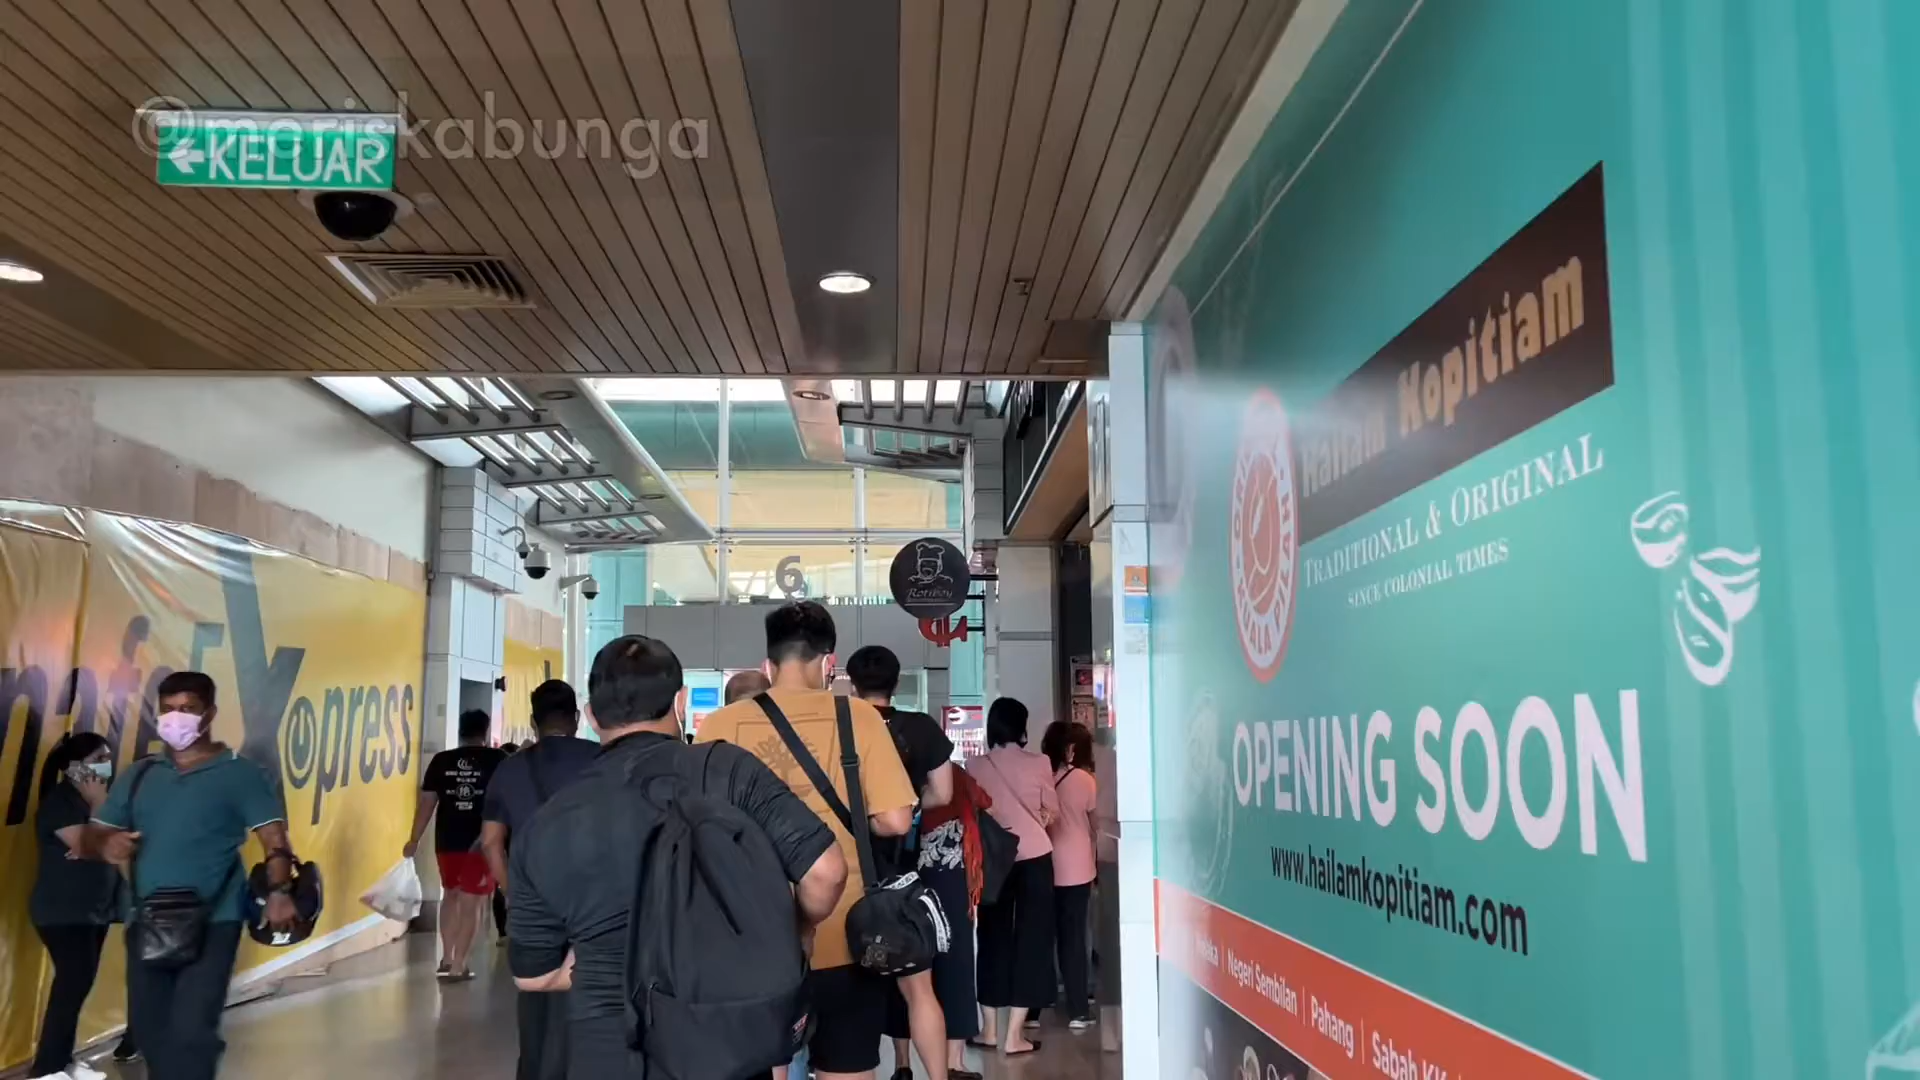 @moriskabunga
KELUAR
Hailam Kopitiam
TRADITIONAL & ORIGINAL
SINCE COLONIAL TIMES
OPENING SOON
www.hailamkopitiam.com
Negeri Sembilan | Pahang | Sabah KK
6
Rotiboy
Xpress